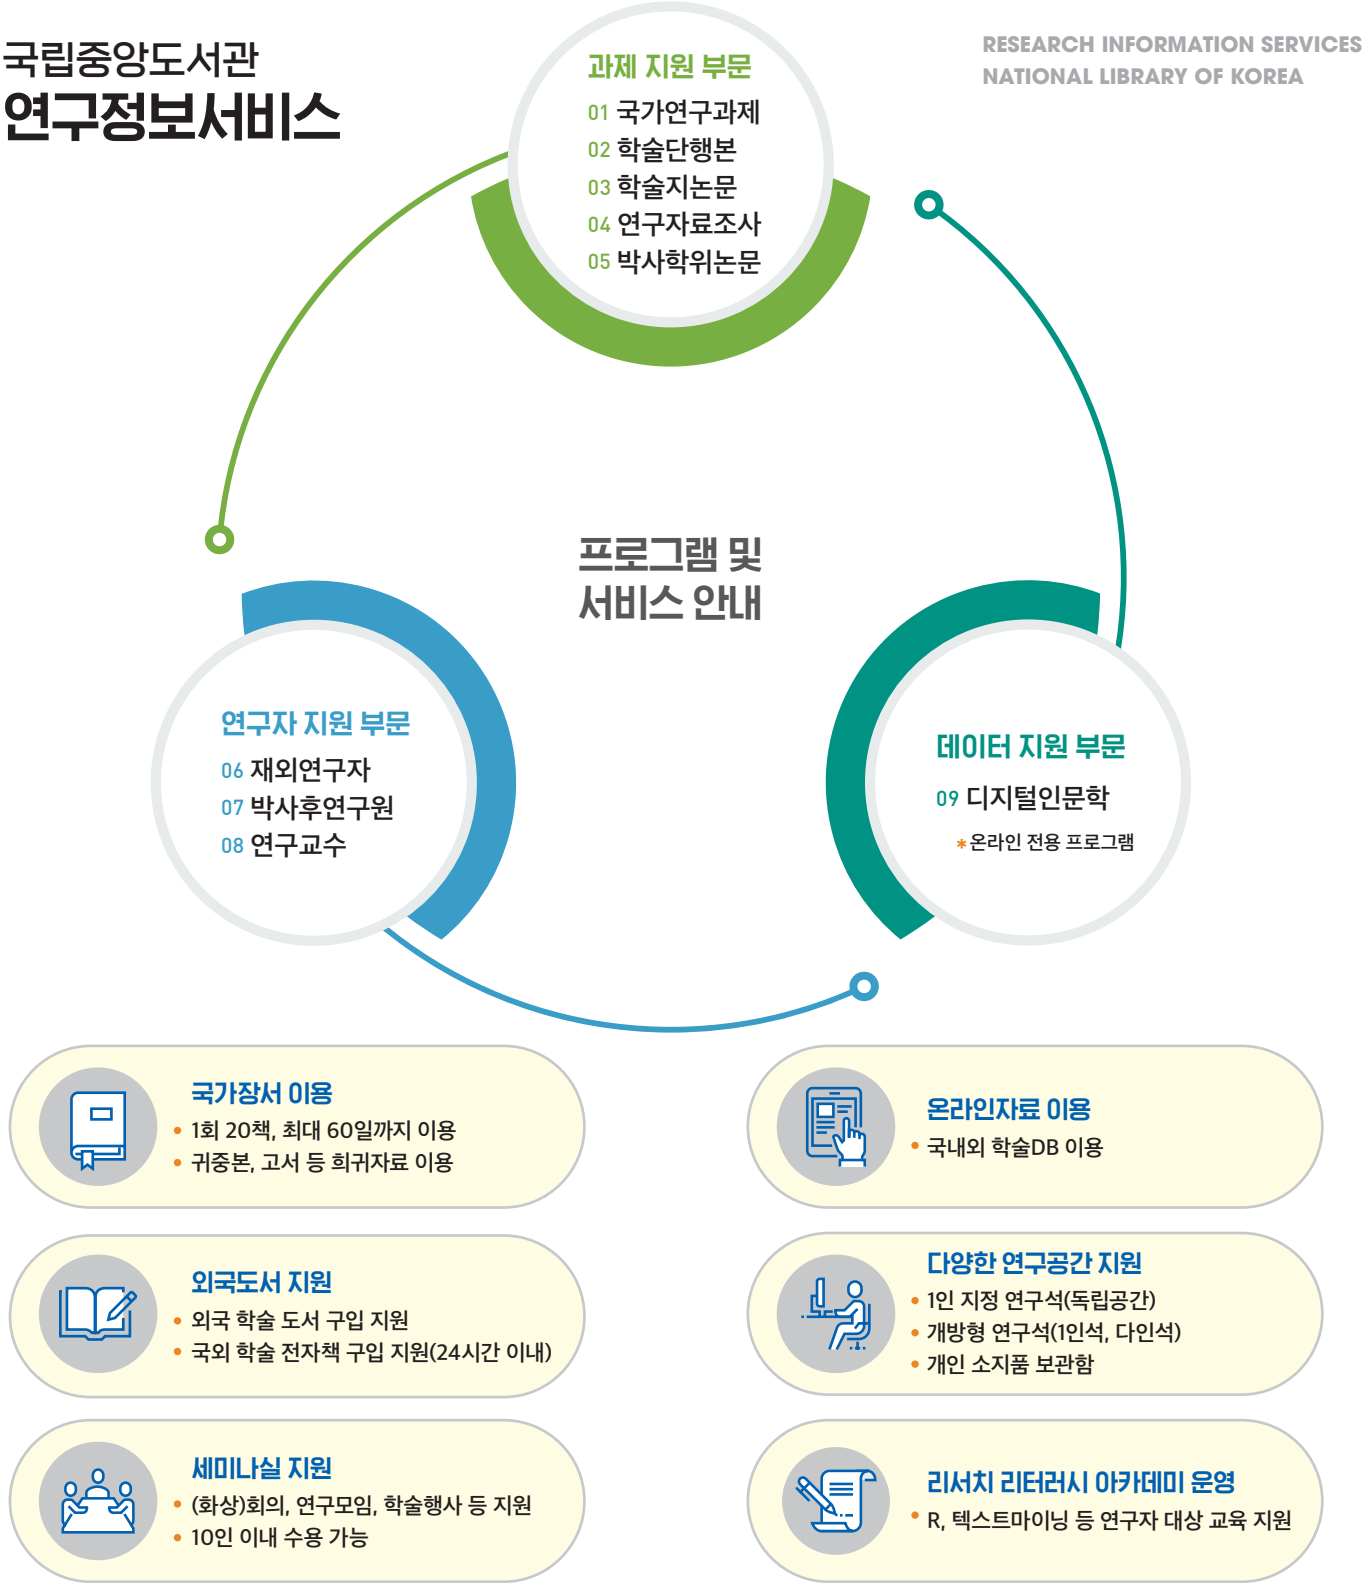 국립중앙도서관
연구정보서비스
RESEARCH INFORMATION SERVICES
NATIONAL LIBRARY OF KOREA
과제 지원 부문
01 국가연구과제
02 학술단행본
03 학술지논문
04 연구자료조사
05 박사학위논문
프로그램 및
서비스 안내
연구자 지원 부문
06 재외연구자
07 박사후연구원
08 연구교수
데이터 지원 부문
09 디지털인문학
*온라인 전용 프로그램
국가장서 이용
• 1회 20책, 최대 60일까지 이용
• 귀중본, 고서 등 희귀자료 이용
온라인자료 이용
• 국내외 학술DB 이용
외국도서 지원
• 외국 학술 도서 구입 지원
• 국외 학술 전자책 구입 지원(24시간 이내)
다양한 연구공간 지원
• 1인 지정 연구석(독립공간)
• 개방형 연구석(1인석, 다인석)
• 개인 소지품 보관함
세미나실 지원
• (화상)회의, 연구모임, 학술행사 등 지원
• 10인 이내 수용 가능
리서치 리터러시 아카데미 운영
• R, 텍스트마이닝 등 연구자 대상 교육 지원